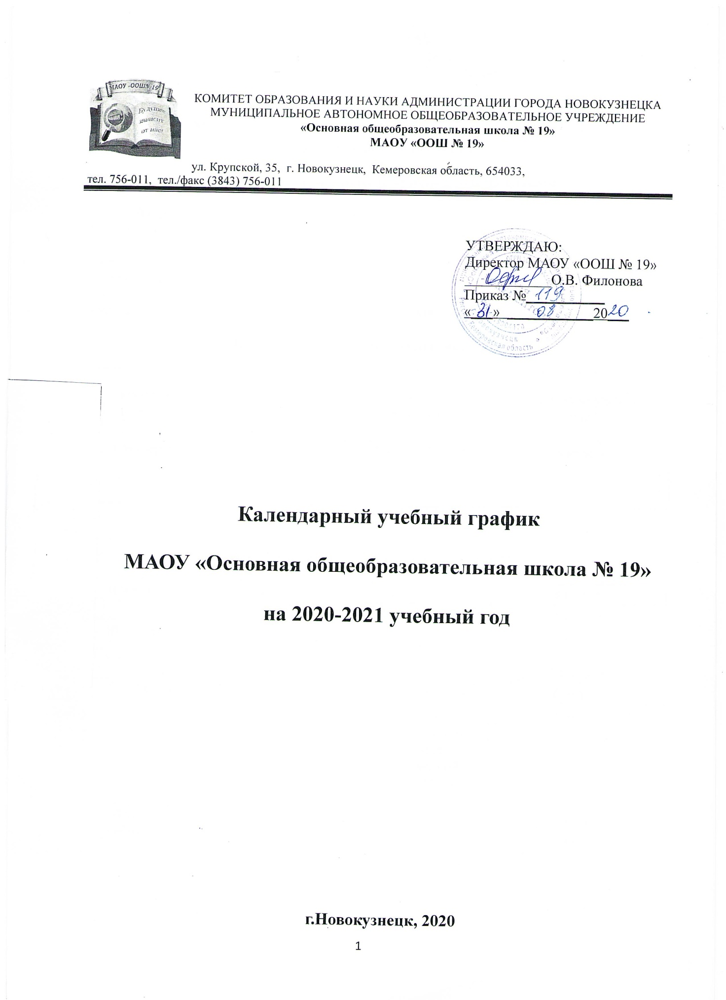 МАОУ «ООШ№19»
Будущее
зависит
от нас!
КОМИТЕТ ОБРАЗОВАНИЯ И НАУКИ АДМИНИСТРАЦИИ ГОРОДА НОВОКУЗНЕЦКА
МУНИЦИПАЛЬНОЕ АВТОНОМНОЕ ОБЩЕОБРАЗОВАТЕЛЬНОЕ УЧРЕЖДЕНИЕ
«Основная общеобразовательная школа № 19»
МАОУ «ООШ № 19»
ул. Крупской, 35, г. Новокузнецк, Кемеровская область, 654033,
тел. 756-011, тел./факс (3843) 756-011
УТВЕРЖДАЮ:
Директор МАОУ «ООШ № 19»
О.В. Филонова
Приказ № 119
«31» 08 2020
Кемеровская область
Календарный учебный график
МАОУ «Основная общеобразовательная школа № 19»
на 2020-2021 учебный год
г.Новокузнецк, 2020
1